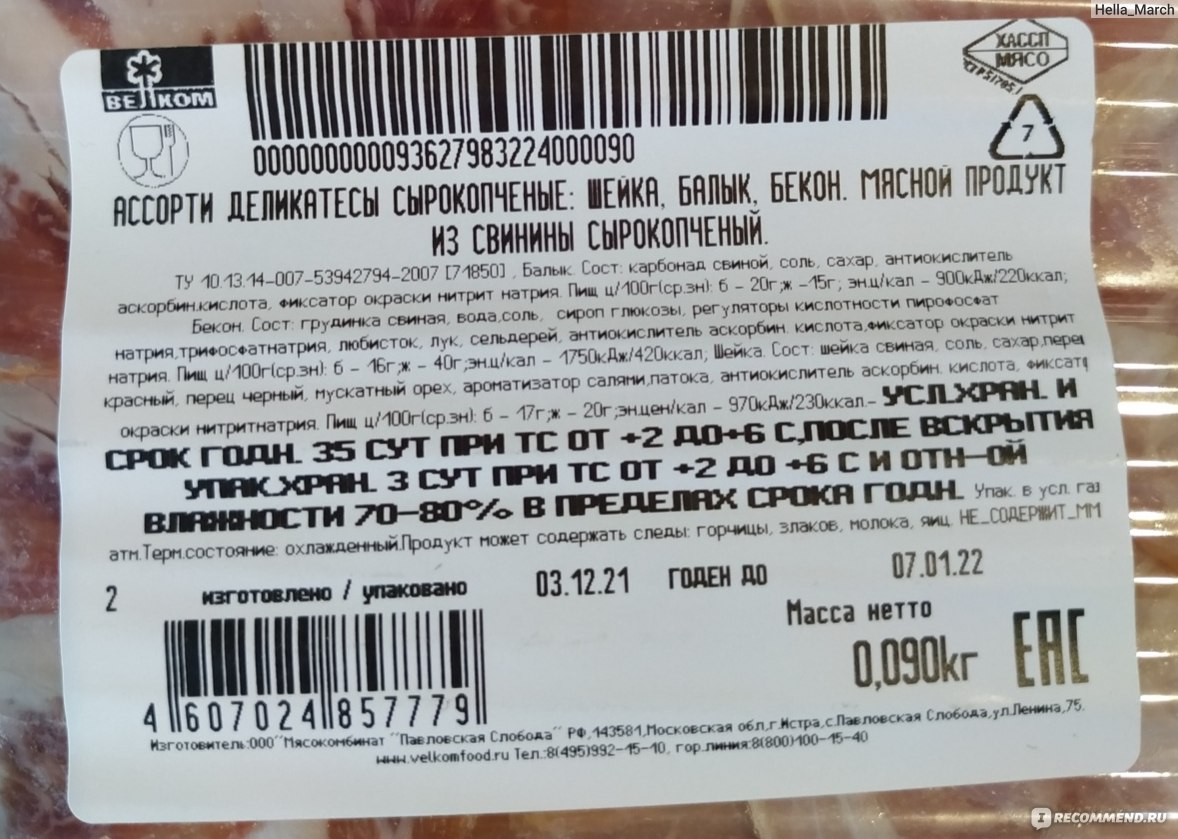 Hella_March
ВЕЛКОМ
ХАССП
МЯСО
7
000000000093627983224000090
АССОРТИ ДЕЛИКАТЕСЫ СЫРОКОПЧЕНЫЕ: ШЕЙКА, БАЛЫК, БЕКОН. МЯСНОЙ ПРОДУКТ
ИЗ СВИНИНЫ СЫРОКОПЧЕНЫЙ.
ТУ 10.13.14-007-53942794-2007 [71850] , Балык. Сост: карбонад свиной, соль, сахар, антиокислитель
аскорбин.кислота, фиксатор окраски нитрит натрия. Пищ ц/100г(ср.зн): б - 20г;ж -15г; эн.ц/кал - 900кДж/220ккал;
Бекон. Сост: грудинка свиная, вода,соль, сироп глюкозы, регуляторы кислотности пирофосфат
натрия,трифосфатнатрия, любисток, лук, сельдерей, антиокислитель аскорбин. кислота,фиксатор окраски нитрит
натрия. Пищ ц/100г(ср.зн): б - 16г;ж - 40г;эн.ц/кал - 1750кДж/420ккал; Шейка. Сост: шейка свиная, соль, сахар,перец
красный, перец черный, мускатный орех, ароматизатор салями,патока, антиокислитель аскорбин. кислота, фиксат
окраски нитритнатрия. Пищ ц/100г(ср.зн): б - 17г;ж - 20г;эн.цен/кал - 970кДж/230ккал.- УСЛ.ХРАН. И
СРОК ГОДН. 35 СУТ ПРИ ТС ОТ +2 ДО+6 С,ПОСЛЕ ВСКРЫТИЯ
УПАК.ХРАН. 3 СУТ ПРИ ТС ОТ +2 ДО +6 С И ОТН-ОЙ
ВЛАЖНОСТИ 70-80% В ПРЕДЕЛАХ СРОКА ГОДН. Упак. в усл. газ
атм.Терм.состояние: охлажденный.Продукт может содержать следы: горчицы, злаков, молока, яиц. НЕ_СОДЕРЖИТ_ММ
2 изготовлено / упаковано 03.12.21 ГОДЕН ДО 07.01.22
Масса нетто
0,090кг
EAC
4 607024 857779
Изготовитель:ООО"Мясокомбинат "Павловская Слобода" РФ,143581,Московская обл,г.Истра,с.Павловская Слобода,ул.Ленина,75.
www.velkomfood.ru Тел.:8(495)992-15-10, гор.линия:8(800)100-15-40
IRECOMMEND.RU